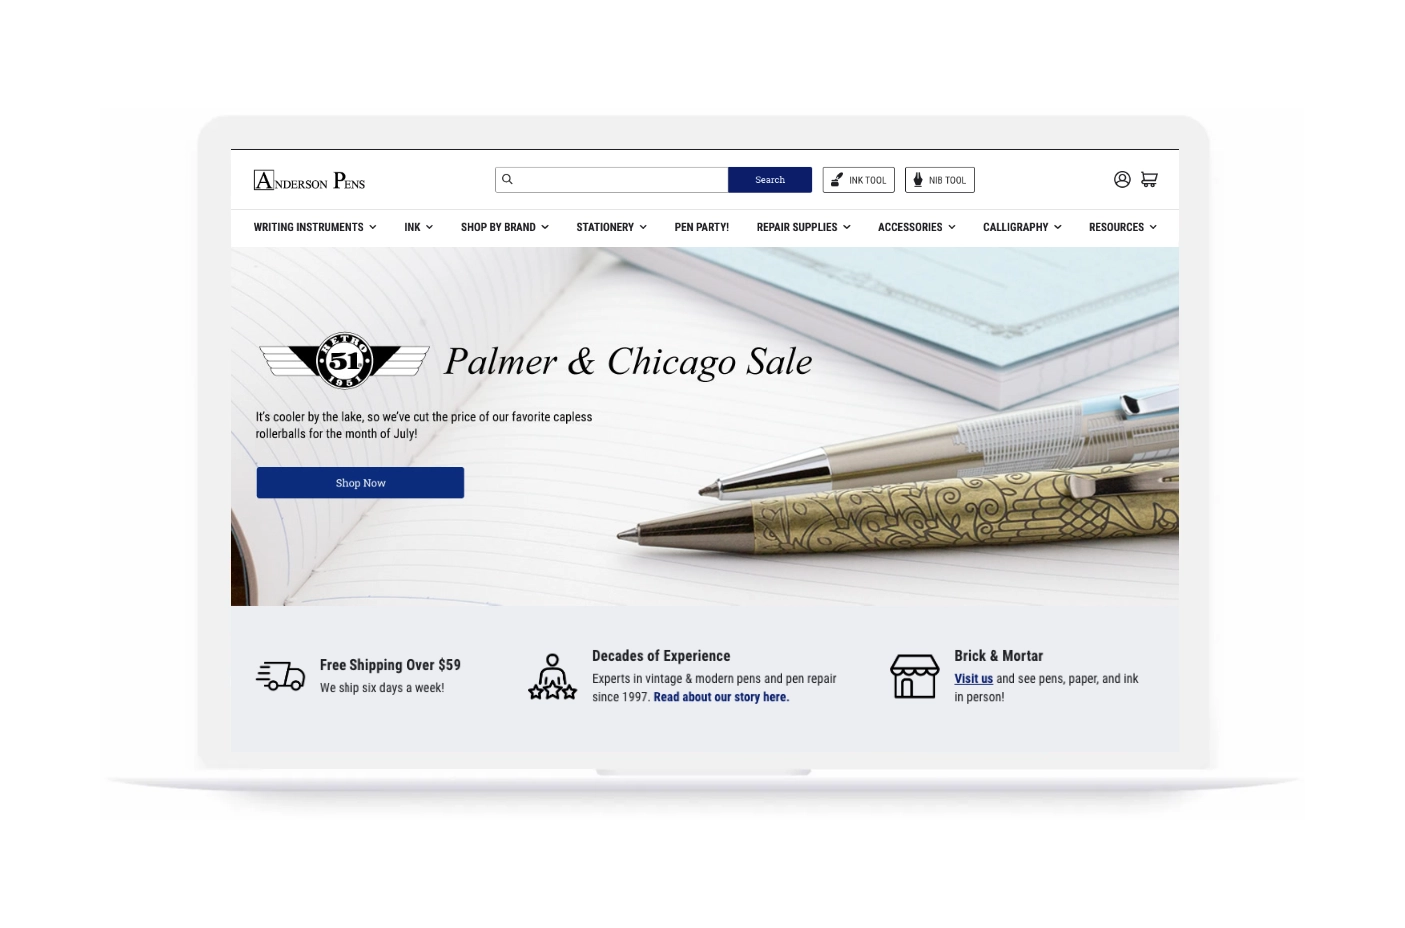 ANDERSON PENS
Search
INK TOOL
NIB TOOL
WRITING INSTRUMENTS
INK
SHOP BY BRAND
STATIONERY
PEN PARTY!
REPAIR SUPPLIES
ACCESSORIES
CALLIGRAPHY
RESOURCES
RETRO
51
1951
Palmer & Chicago Sale
It's cooler by the lake, so we've cut the price of our favorite capless
rollerballs for the month of July!
Shop Now
Free Shipping Over $59
We ship six days a week!
Decades of Experience
Experts in vintage & modern pens and pen repair
since 1997. Read about our story here.
Brick & Mortar
Visit us and see pens, paper, and ink
in person!